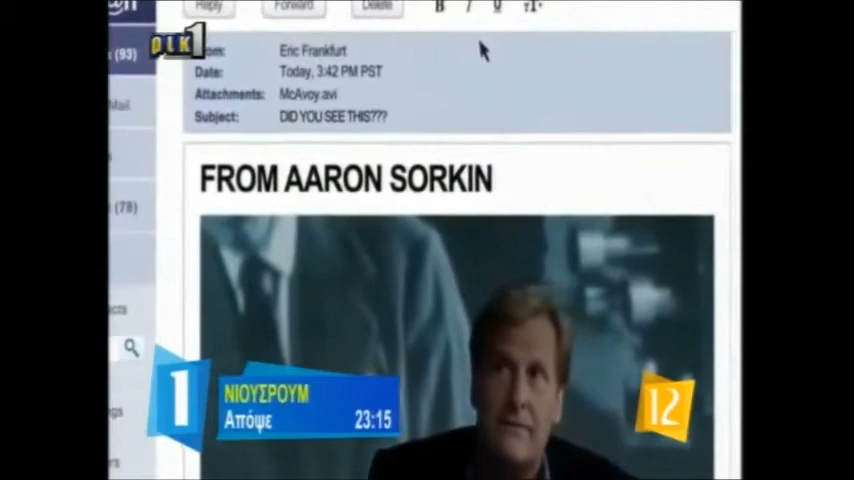 Reply Forward Delete B I U T
ρικ1
(93)
From: Eric Frankfurt
Date: Today, 3:42 PM PST
Mail
Attachments: McAvoy.avi
Subject: DID YOU SEE THIS???
FROM AARON SORKIN
(78)
1
ΝΙΟΥΣΡΟΥΜ
Απόψε 23:15
12